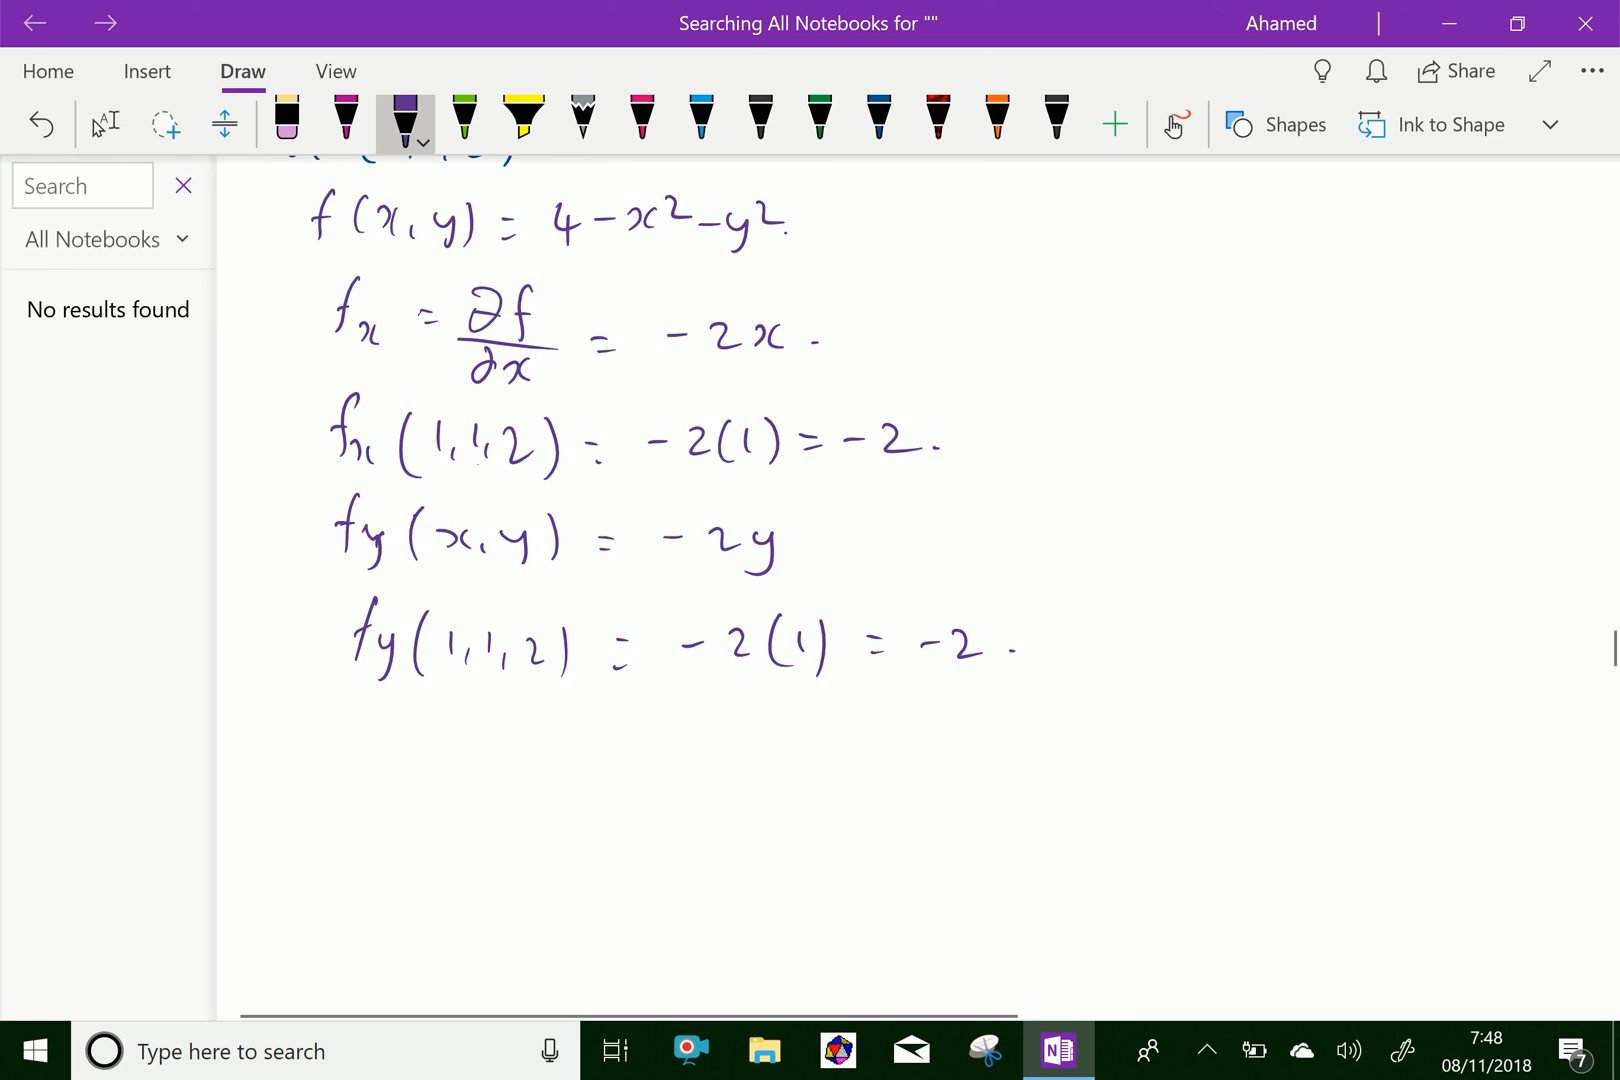 Searching All Notebooks for ""
Ahamed
Home Insert Draw View
Share
Shapes
Ink to Shape
Search
All Notebooks
No results found
f(x,y) = 4-x²-y².
fx = ∂f/∂x = -2x.
fx(1,1,2) = -2(1) = -2.
fy(x,y) = -2y
fy(1,1,2) = -2(1) = -2.
Type here to search
7:48
08/11/2018
7